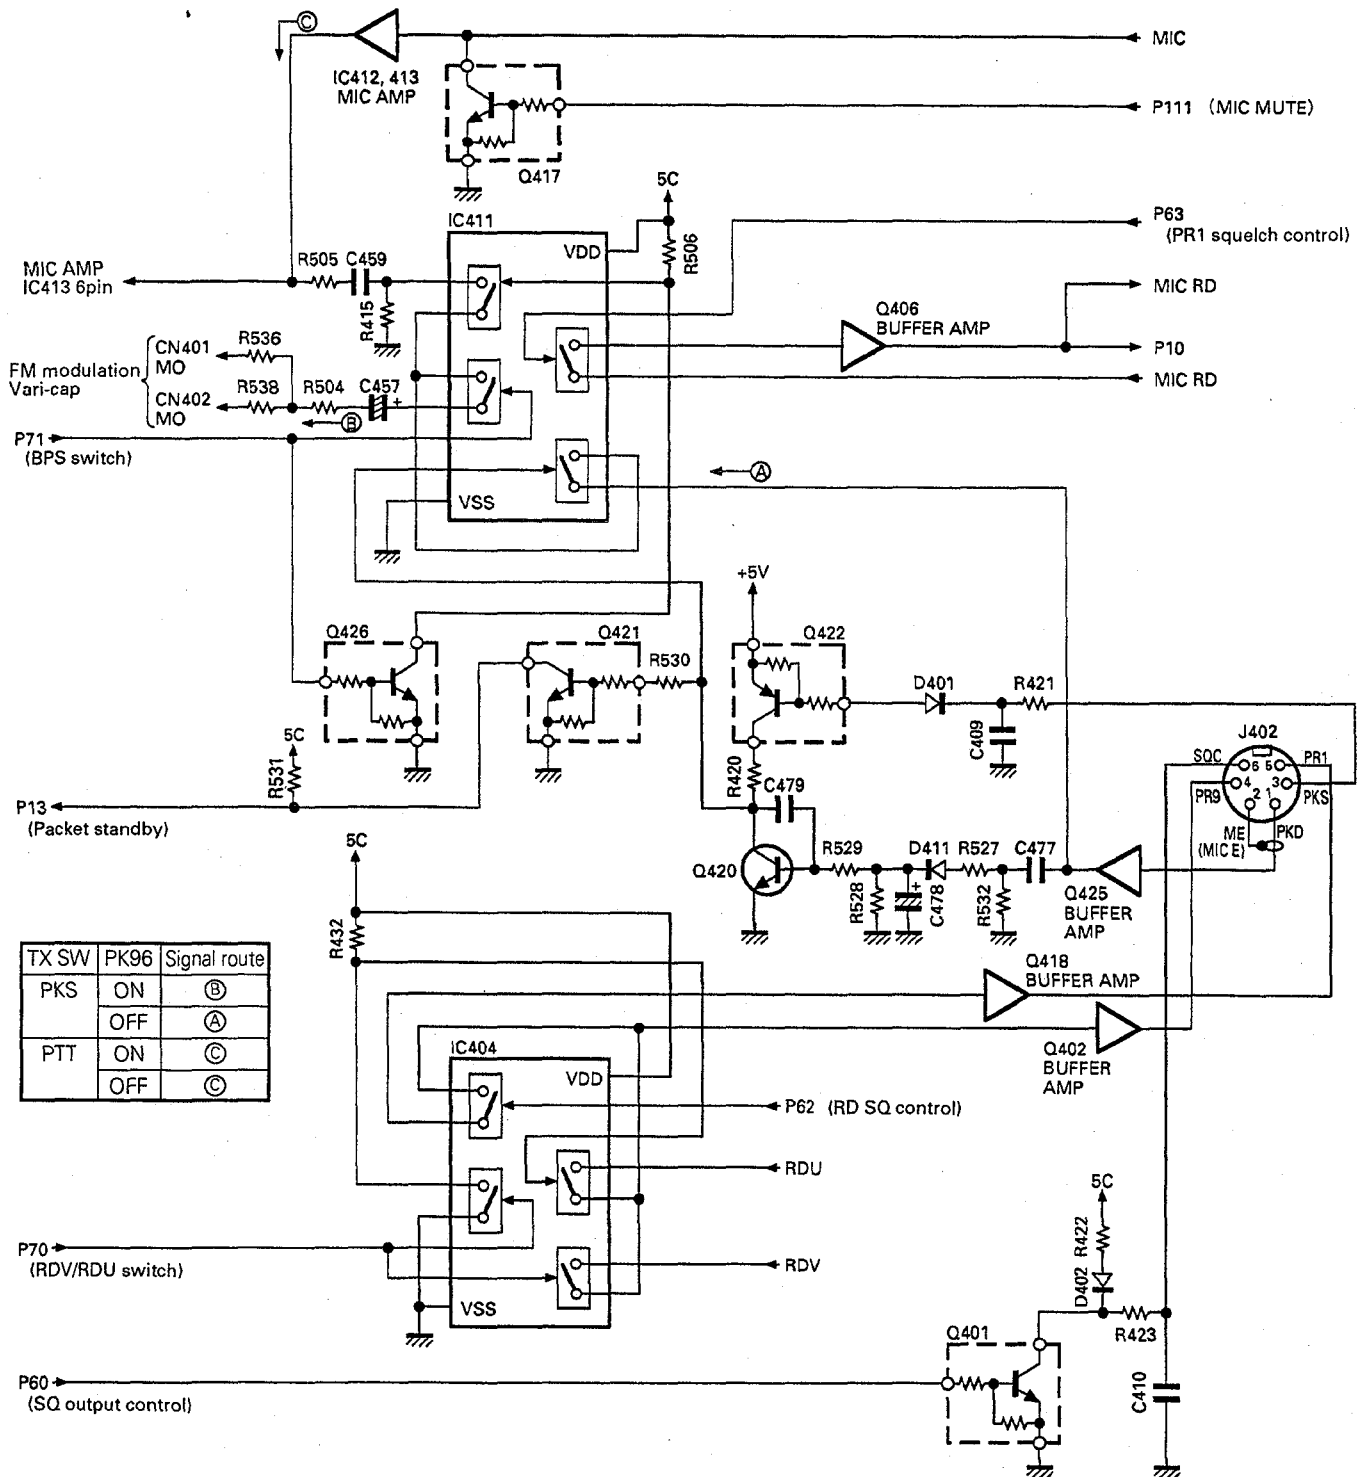 Ⓒ
MIC
IC412, 413
MIC AMP
P111 (MIC MUTE)
Q417
5C
IC411
P63
(PR1 squelch control)
VDD
R506
MIC AMP
IC413 6pin
R505 C459
R415
MIC RD
Q406
BUFFER AMP
P10
MIC RD
FM modulation
Vari-cap
CN401
MO
R536
CN402
MO
R538
R504
C457
+
Ⓑ
P71
(BPS switch)
Ⓐ
VSS
+5V
Q426
Q421
R530
Q422
D401
R421
C409
J402
SQC
6
5
PR1
4
3
PR9
2
1
PKS
ME
(MIC E)
PKD
5C
R531
R420
C479
P13
(Packet standby)
5C
Q420
R529
D411
R527
C477
R528
+
C478
R532
Q425
BUFFER
AMP
R432
TX SW PK96 Signal route
PKS ON Ⓑ
OFF Ⓐ
PTT ON Ⓒ
OFF Ⓒ
Q418
BUFFER AMP
Q402
BUFFER
AMP
IC404
VDD
P62 (RD SQ control)
RDU
P70
(RDV/RDU switch)
RDV
VSS
5C
R422
D402
R423
Q401
C410
P60
(SQ output control)